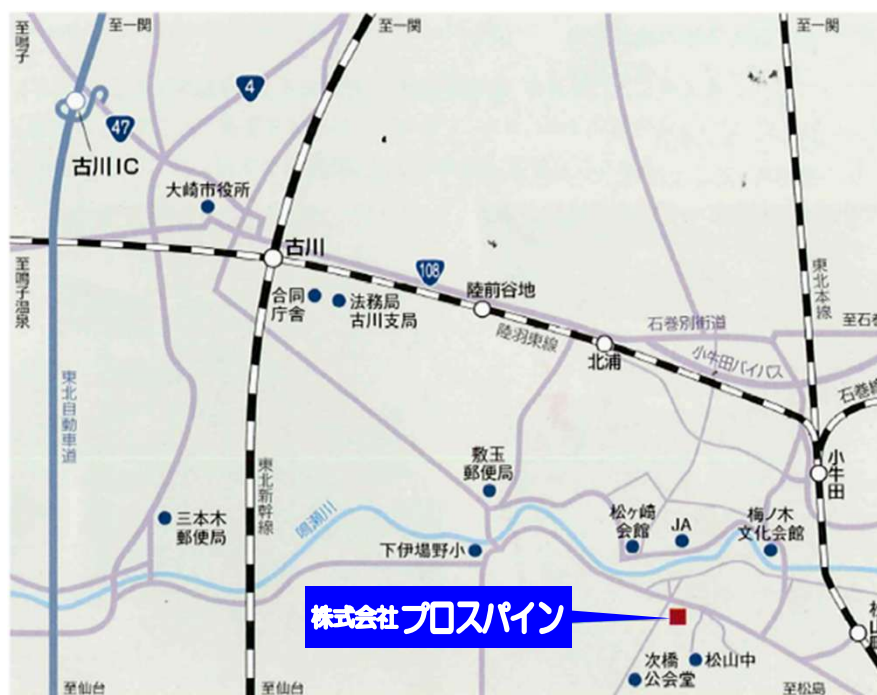 至鳴子
至一関
至一関
至一関
4
47
古川IC
大崎市役所
古川
108
東北本線
至鳴子温泉
合同
庁舎
法務局
古川支局
陸前谷地
石巻別街道
至石巻
陸羽東線
北浦
小牛田バイパス
東北自動車道
石巻線
敷玉
郵便局
小牛田
東北新幹線
鳴瀬川
三本木
郵便局
松ヶ崎
会館
JA
梅ノ木
文化会館
下伊場野小
株式会社プロスパイン
次橋
公会堂
松山中
至仙台
至仙台
至松島